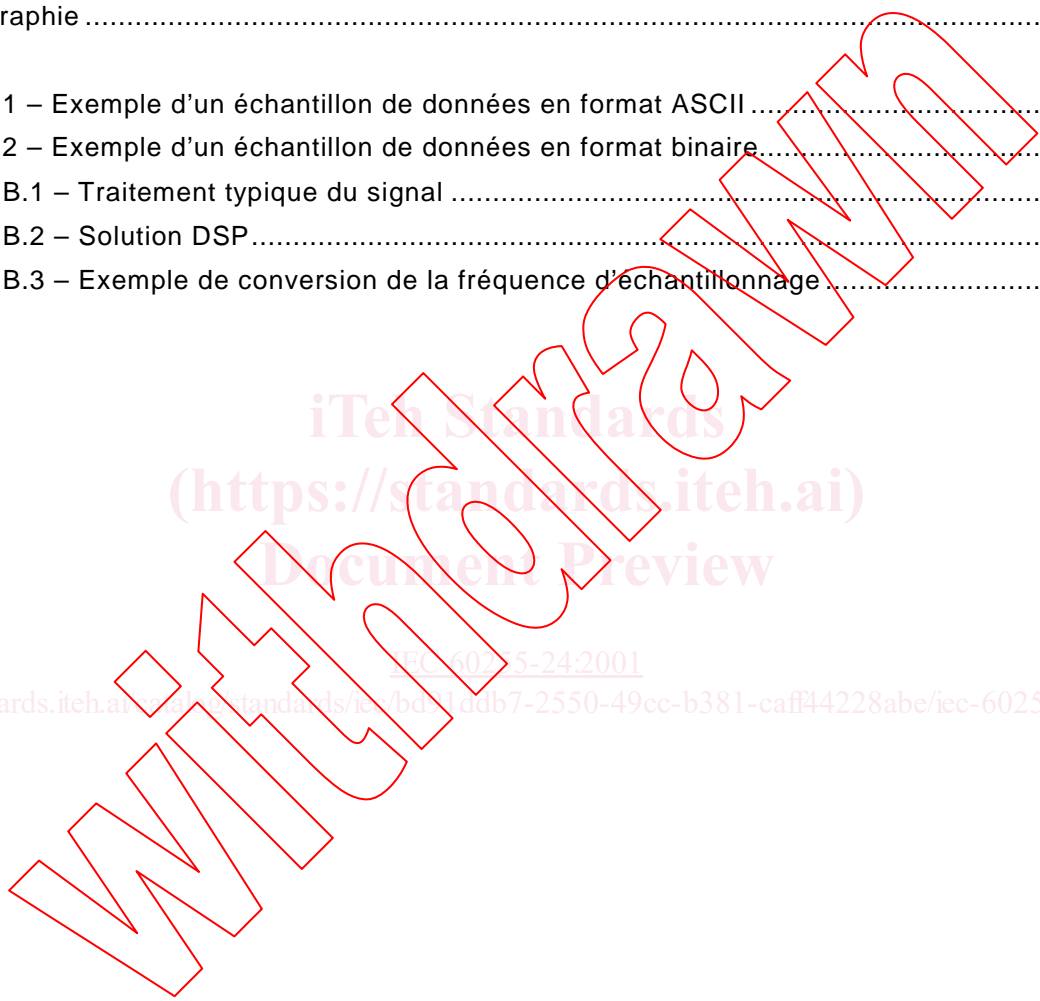 raphie ................................................................................................................
1 – Exemple d'un échantillon de données en format ASCII ...................................
2 – Exemple d'un échantillon de données en format binaire..................................
B.1 – Traitement typique du signal .......................................................................
B.2 – Solution DSP...............................................................................................
B.3 – Exemple de conversion de la fréquence d'échantillonnage ..........................
iTeh Standards
(https://standards.iteh.ai)
Document Preview
IEC 60255-24:2001
ards.iteh.ai/catalog/standards/iec/bd91ddb7-2550-49cc-b381-caff44228abe/iec-6025
withdrawn